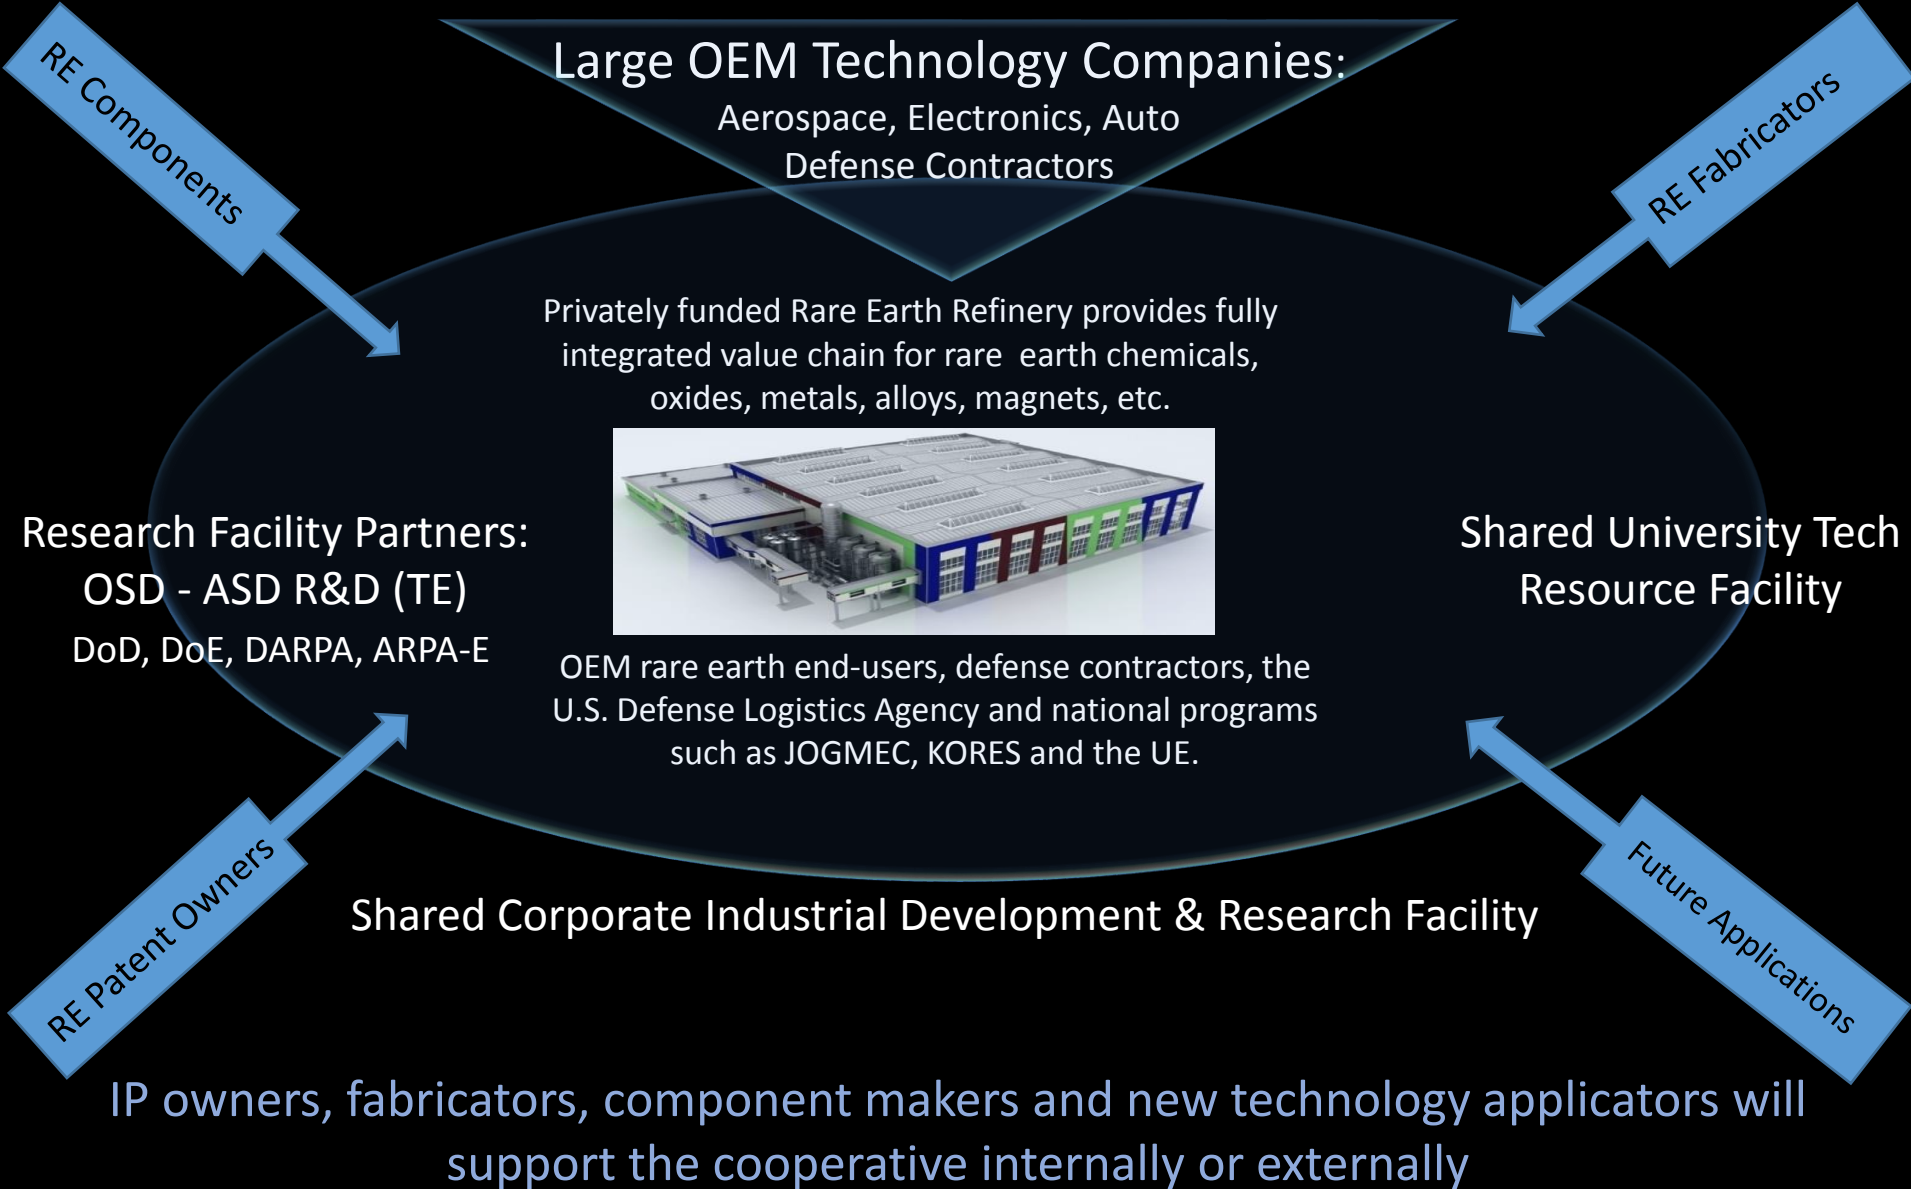 Large OEM Technology Companies:
Aerospace, Electronics, Auto
Defense Contractors
RE Components
RE Fabricators
Privately funded Rare Earth Refinery provides fully
integrated value chain for rare earth chemicals,
oxides, metals, alloys, magnets, etc.
Research Facility Partners:
OSD - ASD R&D (TE)
DoD, DoE, DARPA, ARPA-E
Shared University Tech
Resource Facility
OEM rare earth end-users, defense contractors, the
U.S. Defense Logistics Agency and national programs
such as JOGMEC, KORES and the UE.
RE Patent Owners
Future Applications
Shared Corporate Industrial Development & Research Facility
IP owners, fabricators, component makers and new technology applicators will
support the cooperative internally or externally